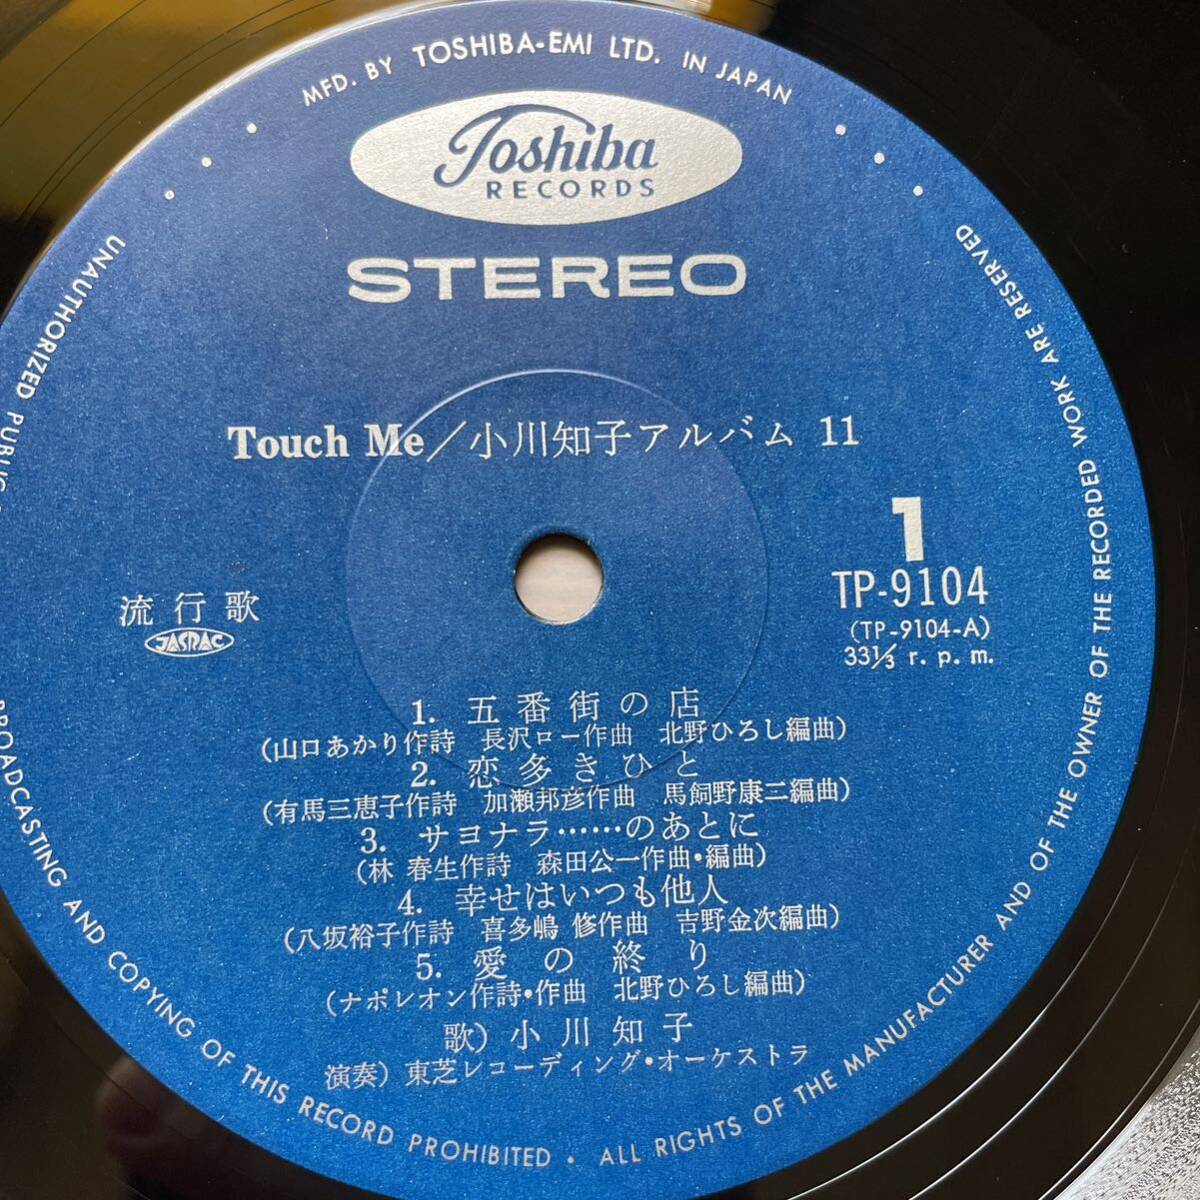 MFD. BY TOSHIBA-EMI LTD. IN JAPAN
Toshiba
RECORDS
STEREO
Touch Me／小川知子アルバム 11
1
TP-9104
(TP-9104-A)
33⅓ r. p. m.
流行歌
JASRAC
1. 五番街の店
(山口あかり作詩 長沢ロー作曲 北野ひろし編曲)
2. 恋多きひと
(有馬三恵子作詩 加瀬邦彦作曲 馬飼野康二編曲)
3. サヨナラ……のあとに
(林 春生作詩 森田公一作曲・編曲)
4. 幸せはいつも他人
(八坂裕子作詩 喜多嶋 修作曲 吉野金次編曲)
5. 愛の終り
(ナポレオン作詩・作曲 北野ひろし編曲)
歌) 小川知子
演奏) 東芝レコーディング・オーケストラ
UNAUTHORIZED PUBLIC BROADCASTING AND COPYING OF THIS RECORD PROHIBITED • ALL RIGHTS OF THE MANUFACTURER AND OF THE OWNER OF THE RECORDED WORK ARE RESERVED